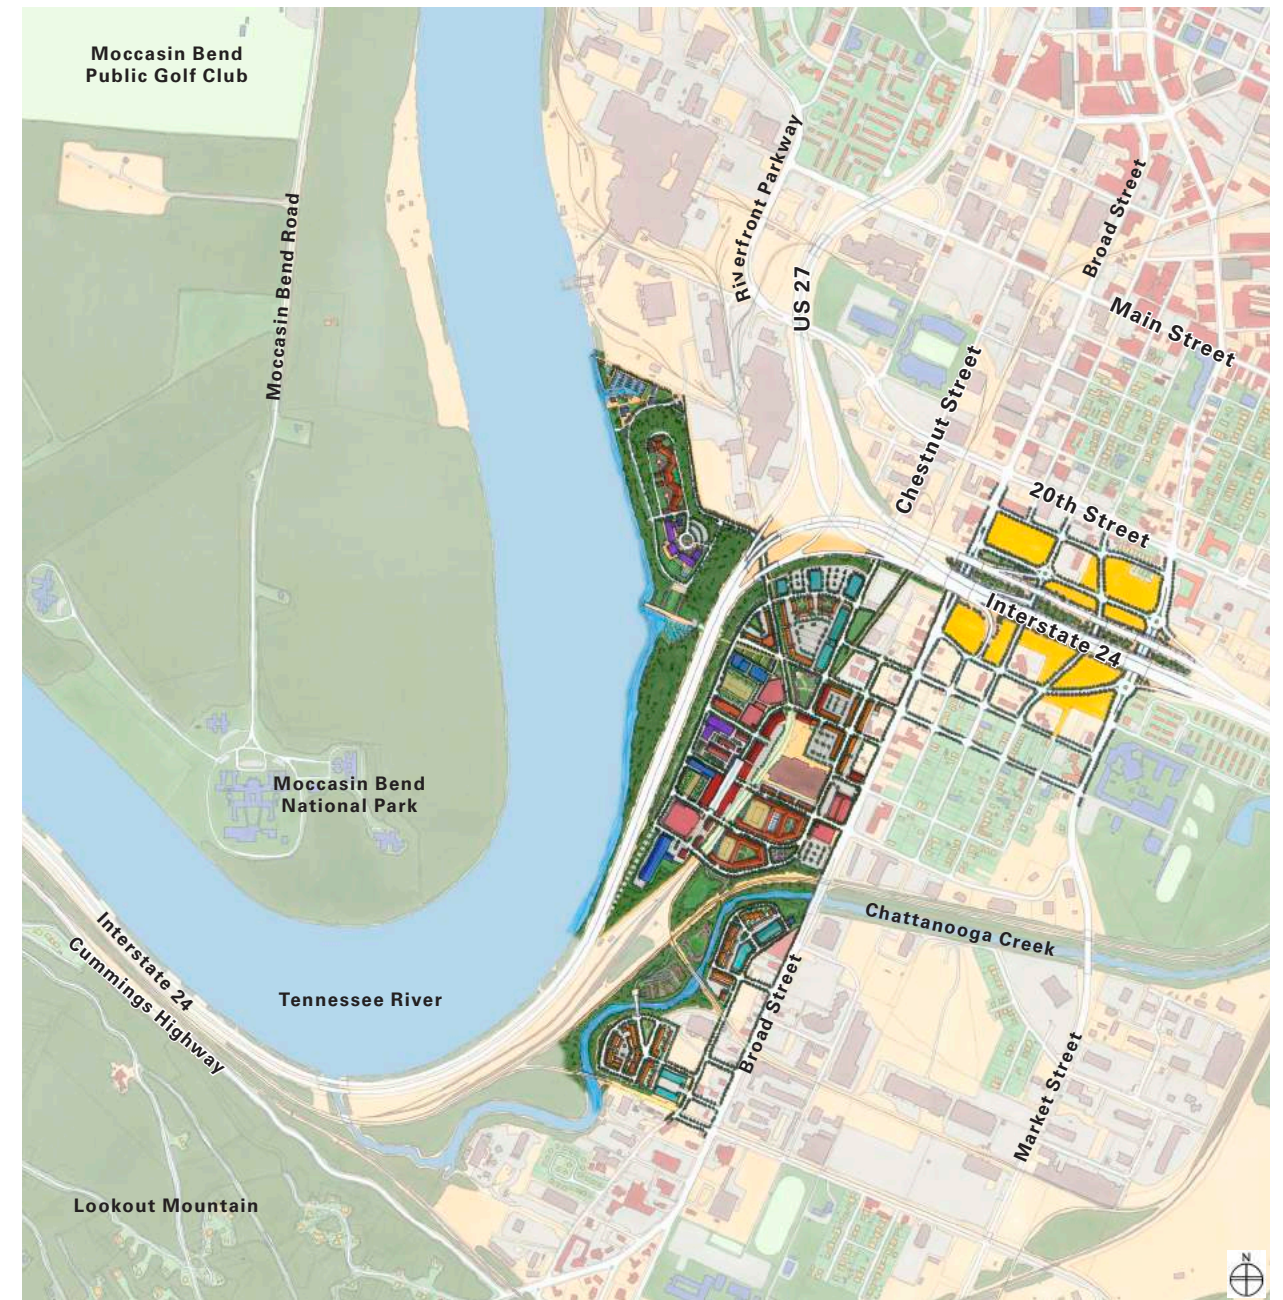 Moccasin Bend
Public Golf Club
Riverfront Parkway
Broad Street
Moccasin Bend Road
US 27
Main Street
Chestnut Street
20th Street
Interstate 24
Moccasin Bend
National Park
Chattanooga Creek
Interstate 24
Cummings Highway
Tennessee River
Broad Street
Market Street
Lookout Mountain
N